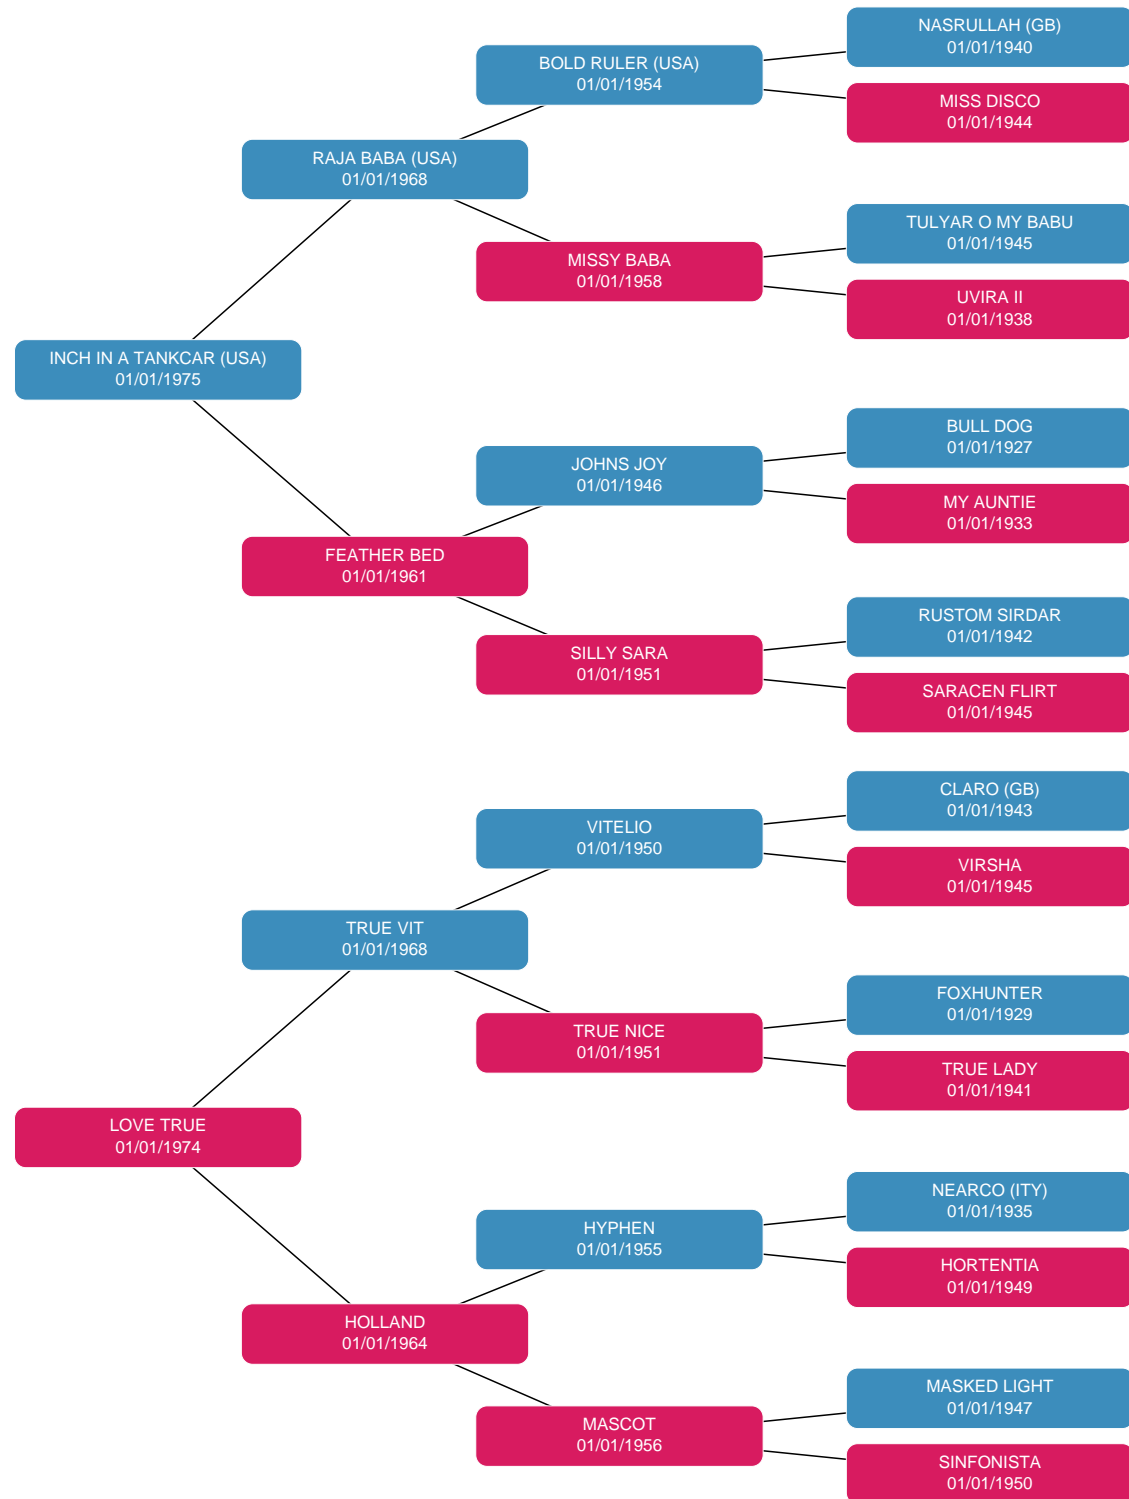 NASRULLAH (GB)
01/01/1940
BOLD RULER (USA)
01/01/1954
MISS DISCO
01/01/1944
RAJA BABA (USA)
01/01/1968
TULYAR O MY BABU
01/01/1945
MISSY BABA
01/01/1958
UVIRA II
01/01/1938
INCH IN A TANKCAR (USA)
01/01/1975
BULL DOG
01/01/1927
JOHNS JOY
01/01/1946
MY AUNTIE
01/01/1933
FEATHER BED
01/01/1961
RUSTOM SIRDAR
01/01/1942
SILLY SARA
01/01/1951
SARACEN FLIRT
01/01/1945
CLARO (GB)
01/01/1943
VITELIO
01/01/1950
VIRSHA
01/01/1945
TRUE VIT
01/01/1968
FOXHUNTER
01/01/1929
TRUE NICE
01/01/1951
TRUE LADY
01/01/1941
LOVE TRUE
01/01/1974
NEARCO (ITY)
01/01/1935
HYPHEN
01/01/1955
HORTENTIA
01/01/1949
HOLLAND
01/01/1964
MASKED LIGHT
01/01/1947
MASCOT
01/01/1956
SINFONISTA
01/01/1950